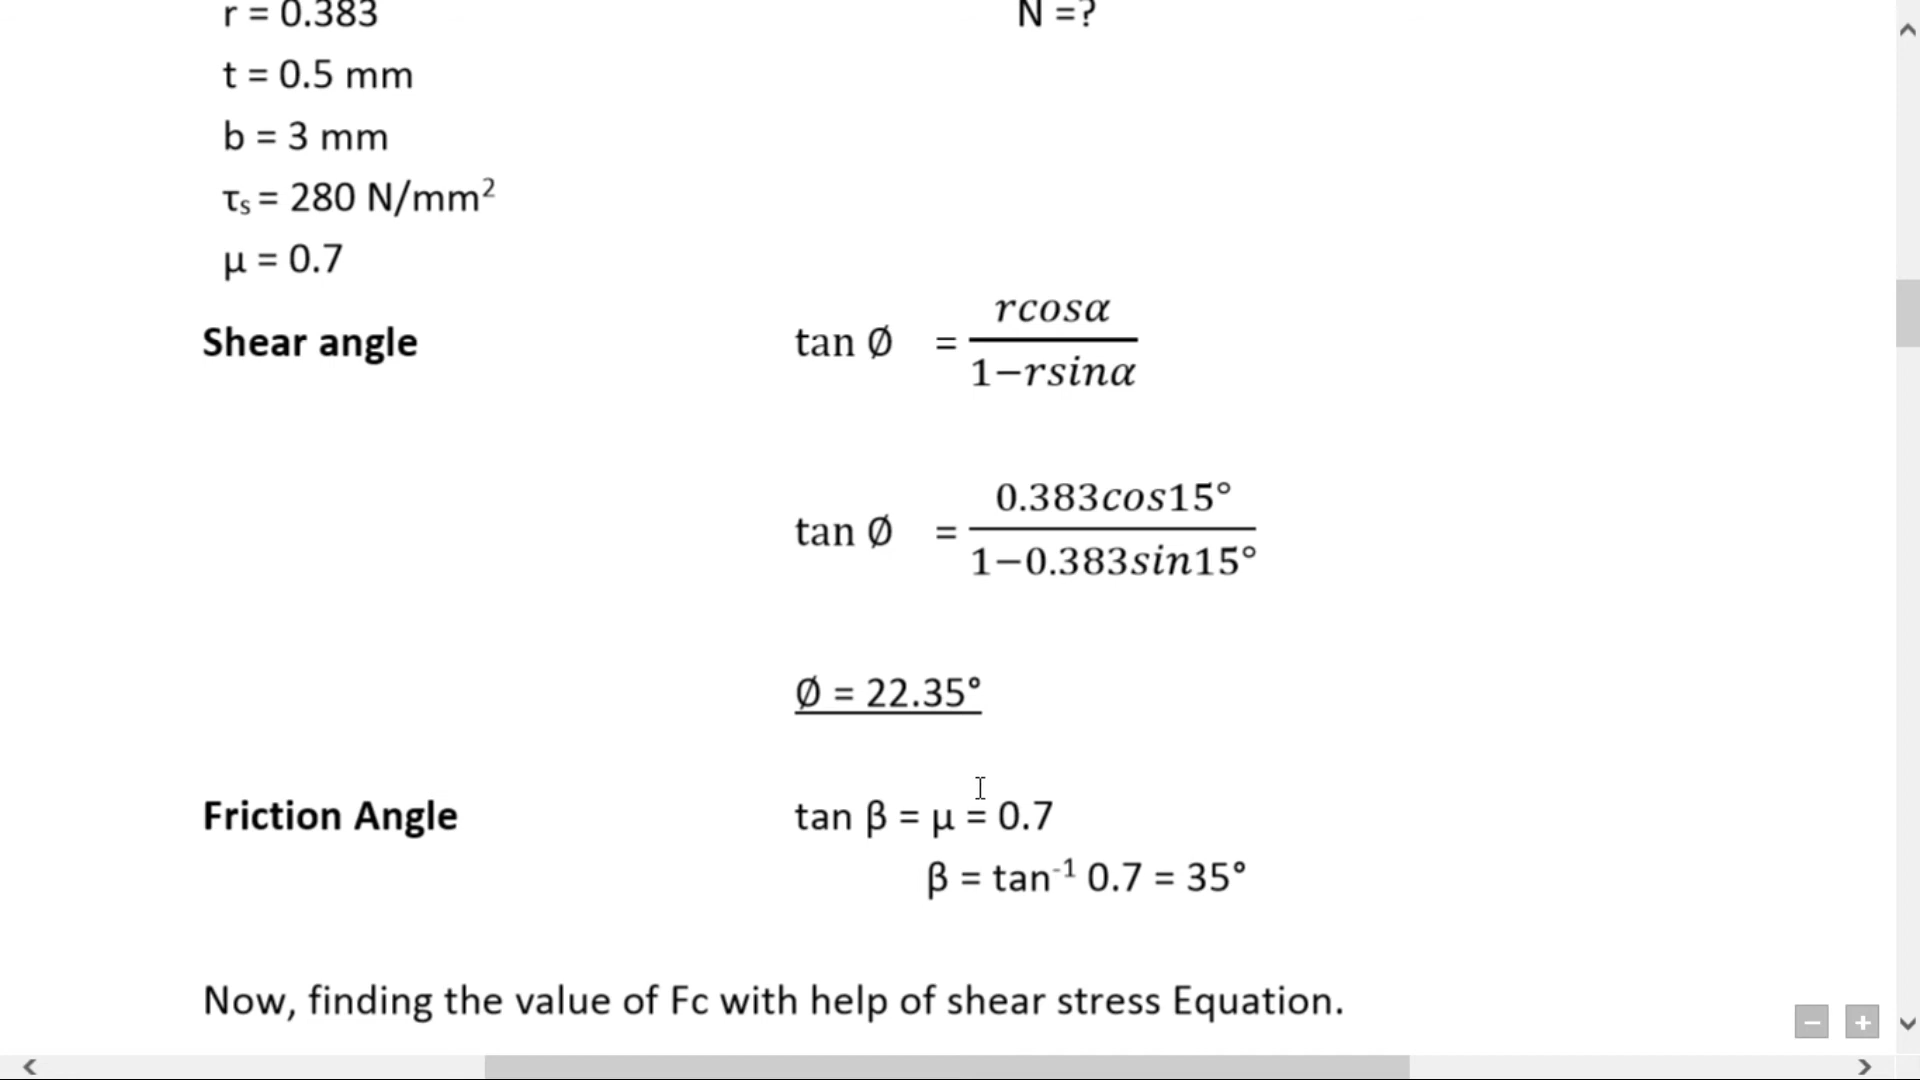 r = 0.383
N =?
t = 0.5 mm
b = 3 mm
τs = 280 N/mm²
μ = 0.7
Shear angle
tan Ø = rcosα / 1−rsinα
tan Ø = 0.383cos15° / 1−0.383sin15°
Ø = 22.35°
Friction Angle
tan β = μ = 0.7
β = tan⁻¹ 0.7 = 35°
Now, finding the value of Fc with help of shear stress Equation.